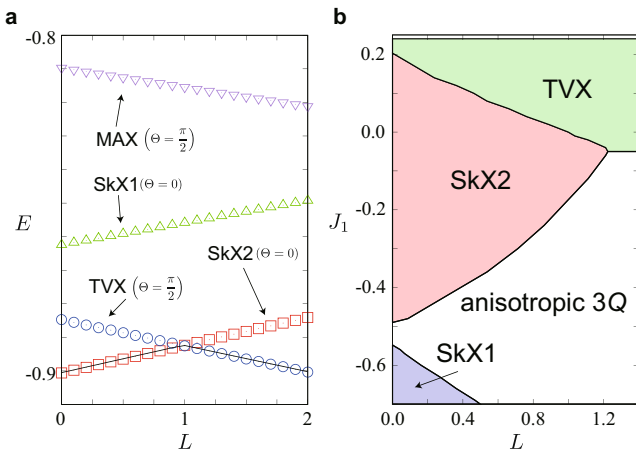 a
-0.8
MAX (Θ = π/2)
SkX1 (Θ=0)
E
SkX2 (Θ=0)
TVX (Θ = π/2)
-0.9
0
1
2
L
b
0.2
TVX
0.0
SkX2
J₁
-0.2
-0.4
anisotropic 3Q
SkX1
-0.6
0.0
0.4
0.8
1.2
L